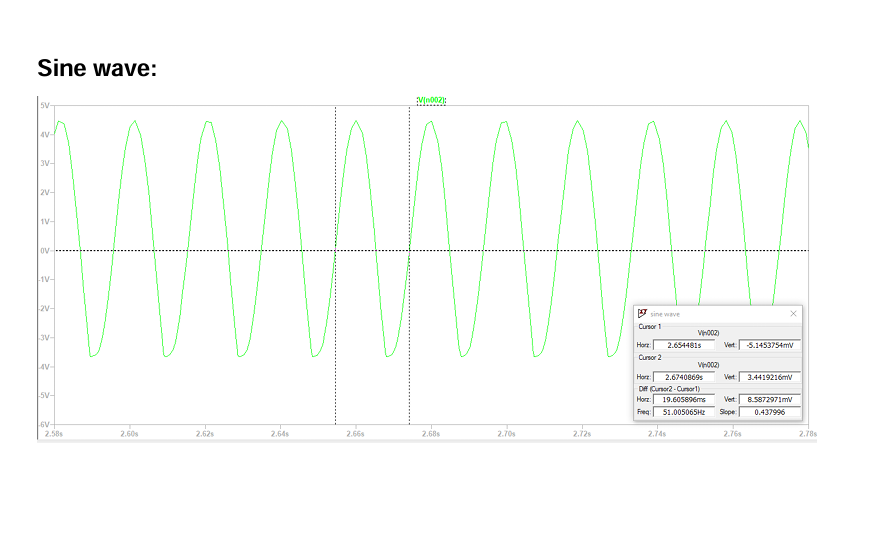 Sine wave:
V(n002)
5V
4V
3V
2V
1V
0V
-1V
-2V
-3V
-4V
-5V
-6V
2.58s 2.60s 2.62s 2.64s 2.66s 2.68s 2.70s 2.72s 2.74s 2.76s 2.78s
sine wave
Cursor 1
V(n002)
Horz: 2.654481s Vert: -5.1453754mV
Cursor 2
V(n002)
Horz: 2.6740869s Vert: 3.4419216mV
Diff (Cursor2 - Cursor1)
Horz: 19.605896ms Vert: 8.5872971mV
Freq: 51.005065Hz Slope: 0.437996